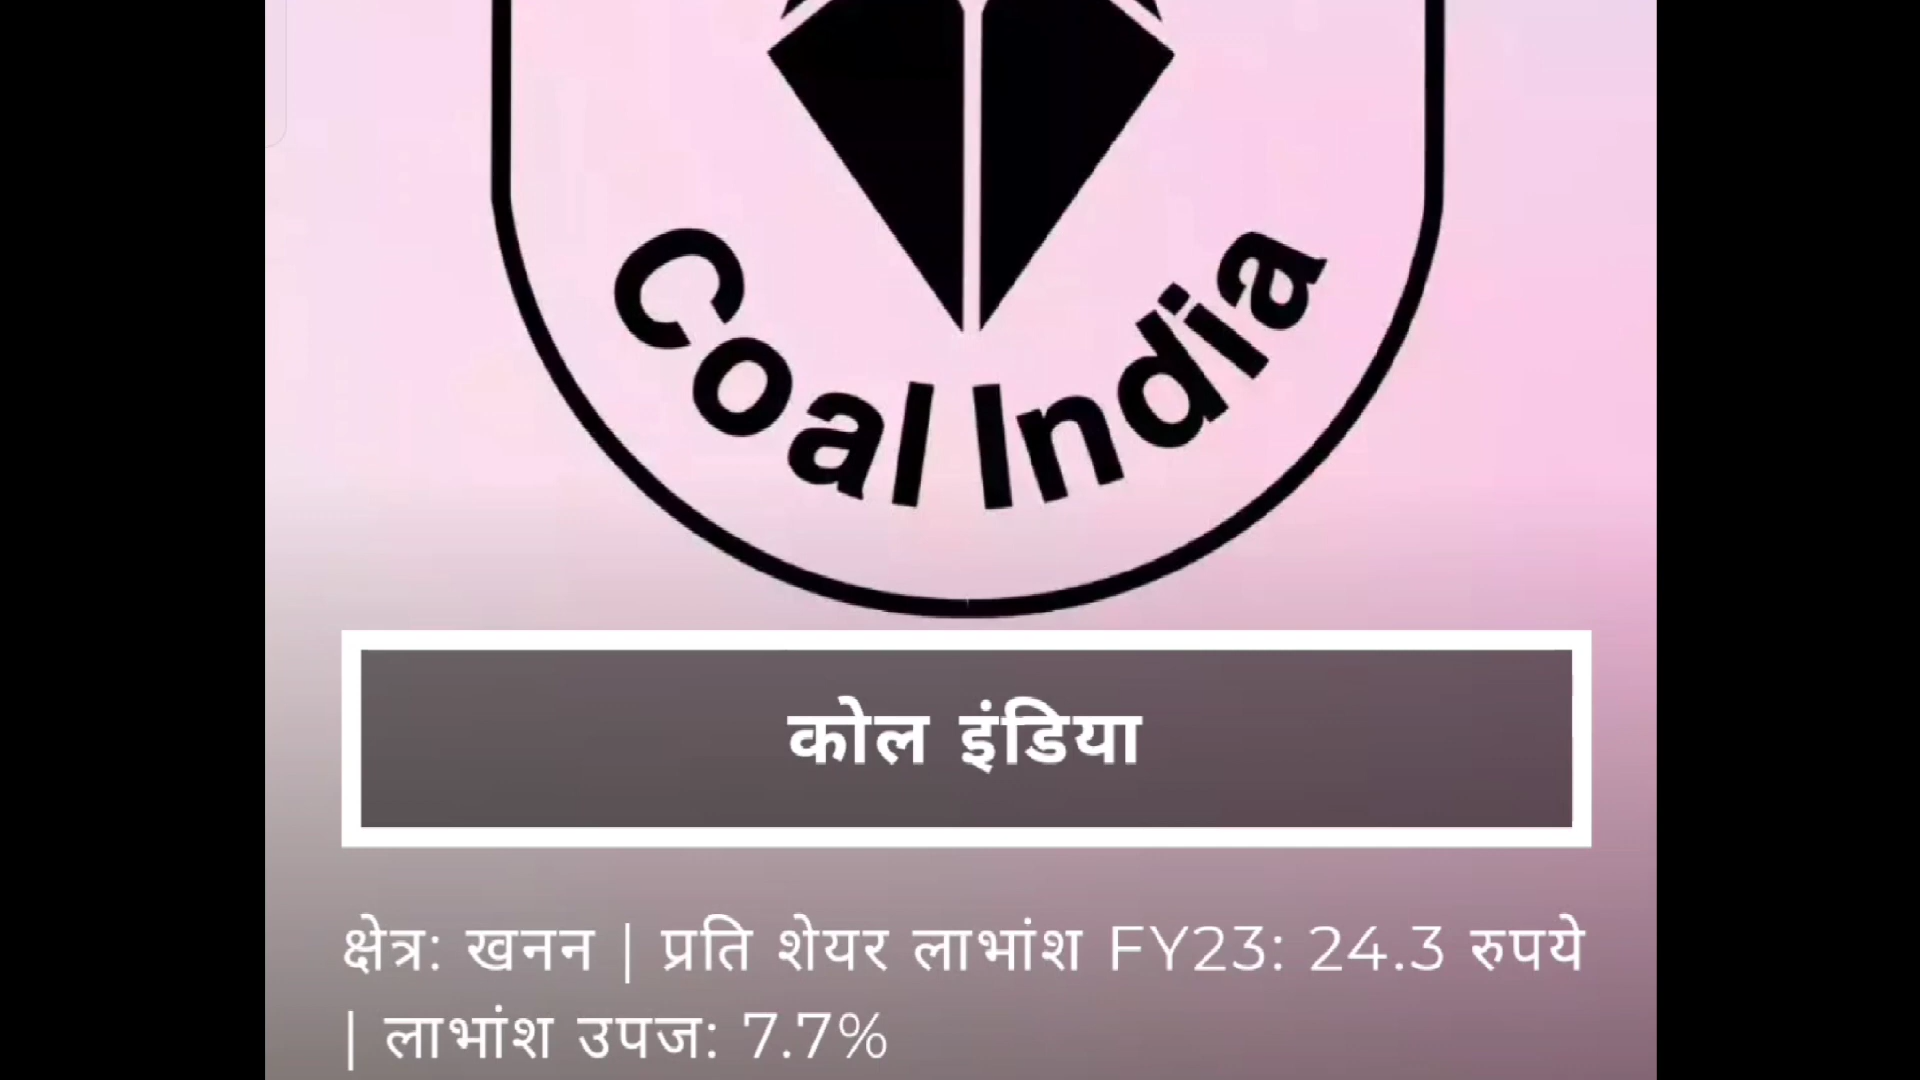 Coal India
कोल इंडिया
क्षेत्र: खनन | प्रति शेयर लाभांश FY23: 24.3 रुपये
| लाभांश उपज: 7.7%